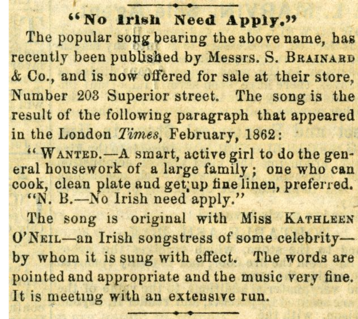 "No Irish Need Apply."
The popular song bearing the above name, has
recently been published by Messrs. S. BRAINARD
& Co., and is now offered for sale at their store,
Number 203 Superior street. The song is the
result of the following paragraph that appeared
in the London Times, February, 1862:
"WANTED.—A smart, active girl to do the gen-
eral housework of a large family; one who can
cook, clean plate and get up fine linen, preferred.
"N. B.—No Irish need apply."
The song is original with Miss KATHLEEN
O'NEIL—an Irish songstress of some celebrity—
by whom it is sung with effect. The words are
pointed and appropriate and the music very fine.
It is meeting with an extensive run.